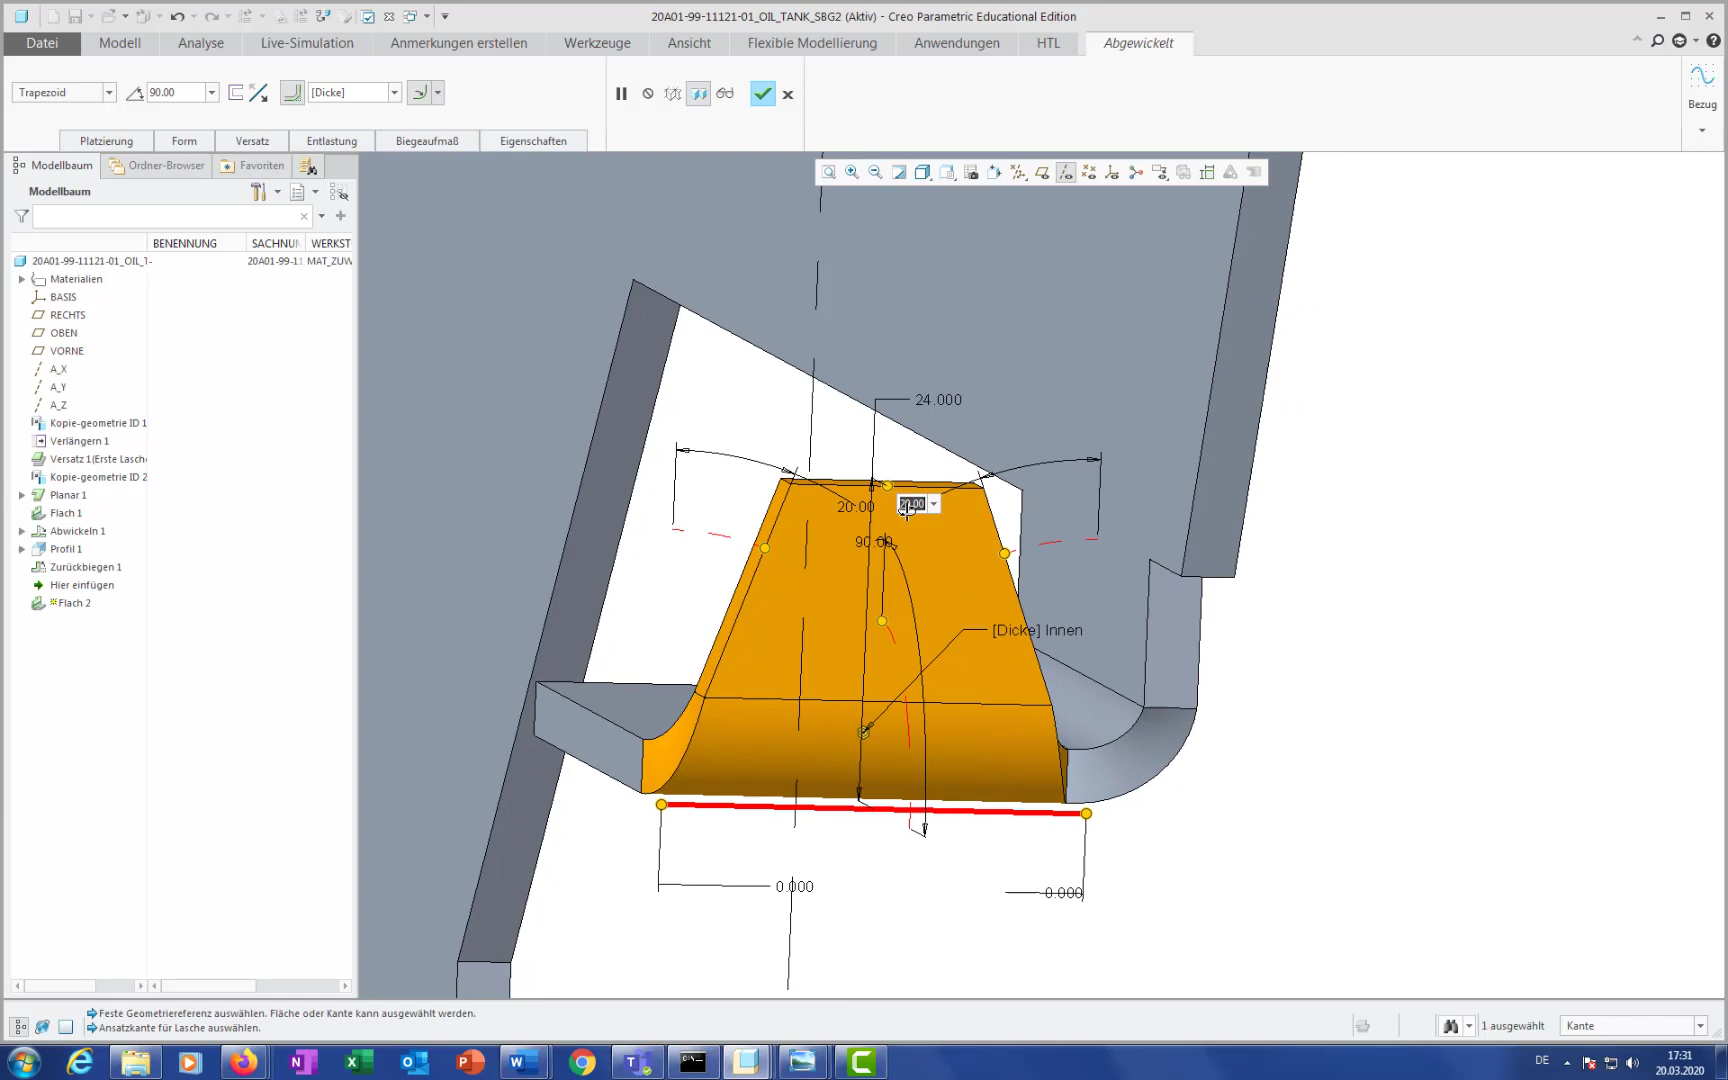 20A01-99-11121-01_OIL_TANK_SBG2 (Aktiv) - Creo Parametric Educational Edition
Datei Modell Analyse Live-Simulation Anmerkungen erstellen Werkzeuge Ansicht Flexible Modellierung Anwendungen HTL Abgewickelt
Trapezoid 90.00 [Dicke]
Bezug
Platzierung Form Versatz Entlastung Biegeaufmaß Eigenschaften
Modellbaum Ordner-Browser Favoriten
Modellbaum
BENENNUNG SACHNUI WERKST
20A01-99-11121-01_OIL_T- 20A01-99-11 MAT_ZUW
Materialien
BASIS
RECHTS
OBEN
VORNE
A_X
A_Y
A_Z
Kopie-geometrie ID 1
Verlängern 1
Versatz 1(Erste Lasche
Kopie-geometrie ID 2
Planar 1
Flach 1
Abwickeln 1
Profil 1
Zurückbiegen 1
Hier einfügen
Flach 2
24.000
20.00 20.00
90.00
[Dicke] Innen
0.000 0.000
Feste Geometriereferenz auswählen. Fläche oder Kante kann ausgewählt werden.
Ansatzkante für Lasche auswählen.
1 ausgewählt Kante
DE
17:31
20.03.2020